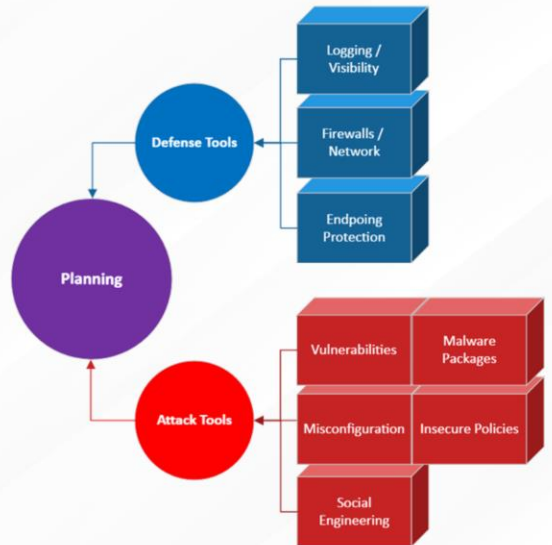 Logging /
Visibility
Defense Tools
Firewalls /
Network
Endpoing
Protection
Planning
Vulnerabilities
Malware
Packages
Attack Tools
Misconfiguration
Insecure Policies
Social
Engineering